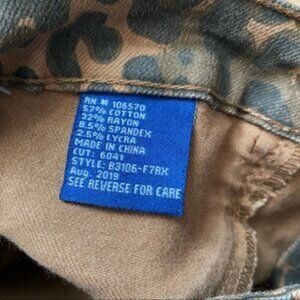 RN # 106570
57% COTTON
32% RAYON
8.5% SPANDEX
2.5% LYCRA
MADE IN CHINA
CUT: 6041
STYLE: B3106-F7RX
Aug. 2019
SEE REVERSE FOR CARE